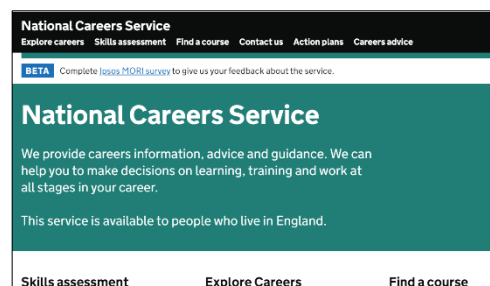 National Careers Service
Explore careers Skills assessment Find a course Contact us Action plans Careers advice
BETA Complete Ipsos MORI survey to give us your feedback about the service.
National Careers Service
We provide careers information, advice and guidance. We can
help you to make decisions on learning, training and work at
all stages in your career.
This service is available to people who live in England.
Skills assessment Explore Careers Find a course